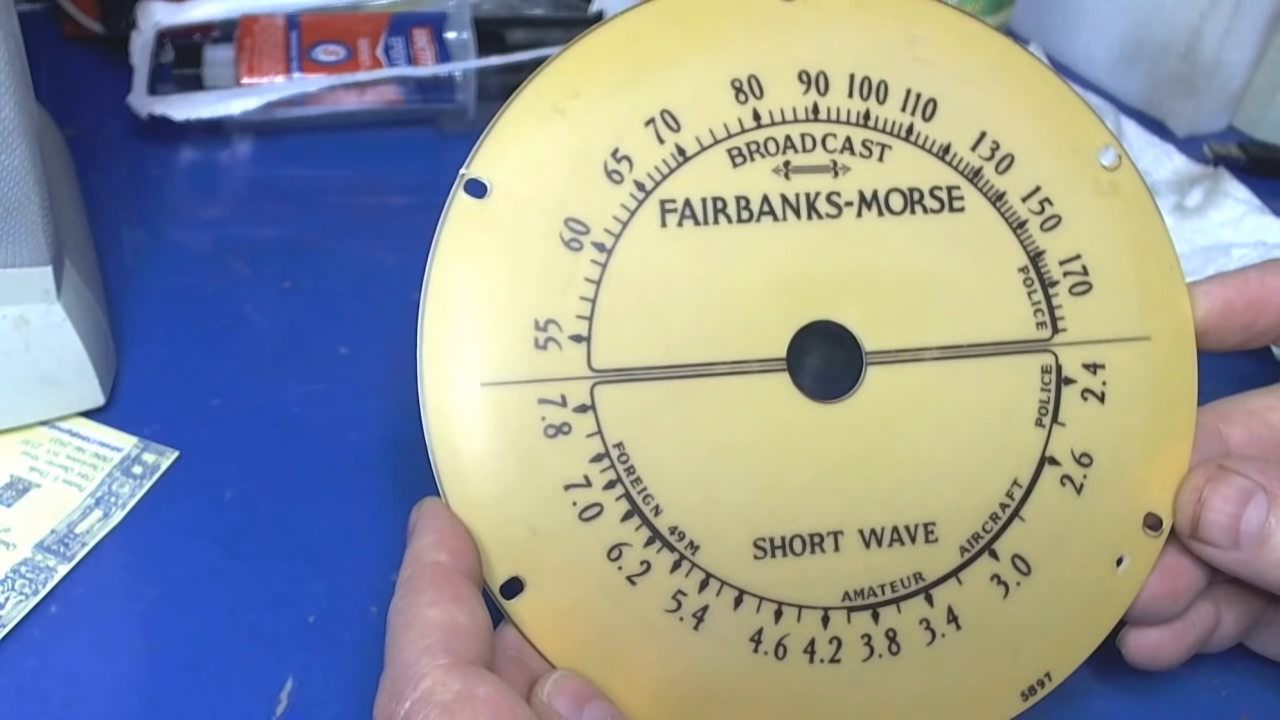 80 90 100 110
70
65
60
55
130
150
170
BROADCAST
FAIRBANKS-MORSE
POLICE
POLICE
2.4
2.6
3.0
3.4
3.8
4.2
4.6
5.4
6.2
7.0
7.8
FOREIGN 49M
SHORT WAVE
AIRCRAFT
AMATEUR
5897